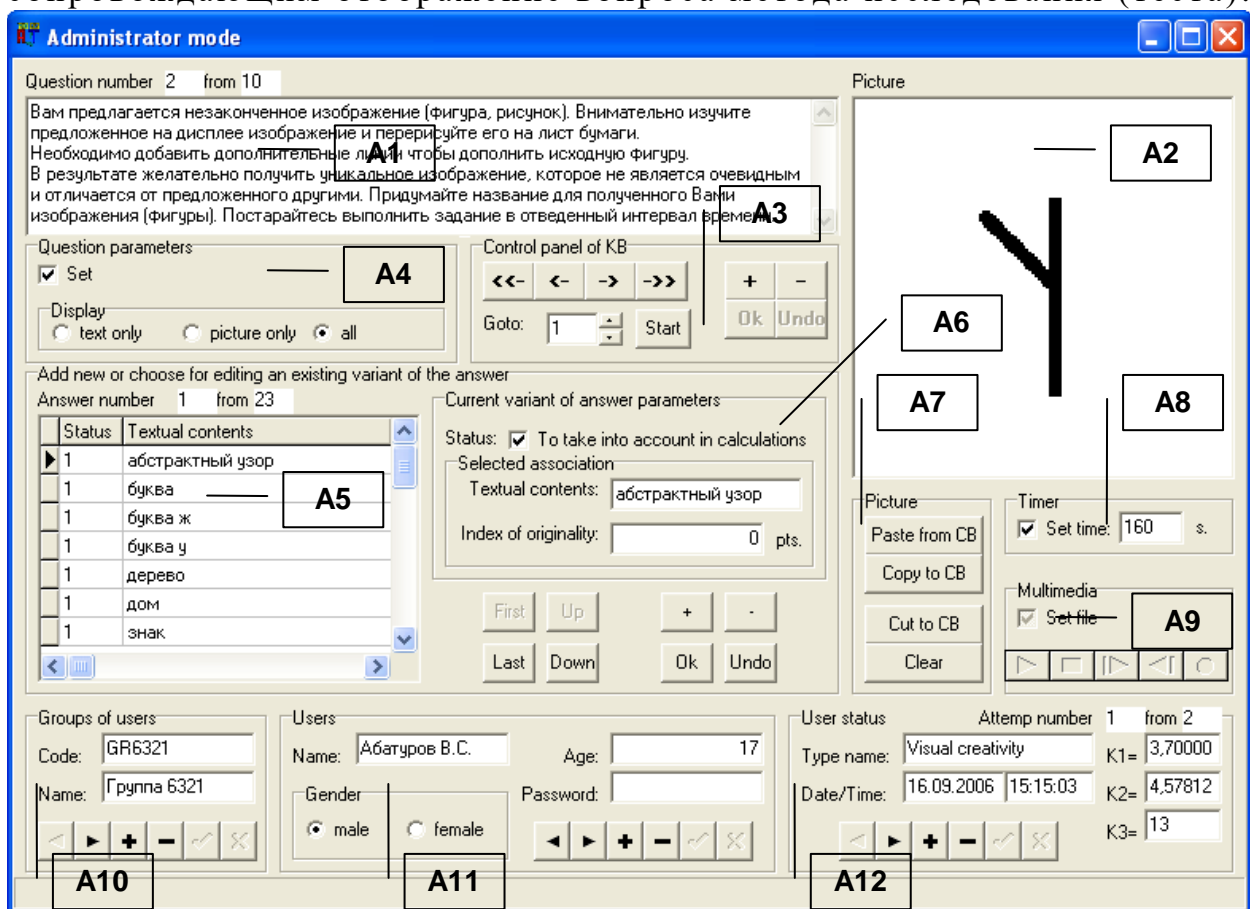 сопровождающим отображение вопроса метода исследования (теста).
Administrator mode
Question number 2 from 10
Picture
Вам предлагается незаконченное изображение (фигура, рисунок). Внимательно изучите
предложенное на дисплее изображение и перерисуйте его на лист бумаги.
Необходимо добавить дополнительные линии чтобы дополнить исходную фигуру.
В результате желательно получить уникальное изображение, которое не является очевидным
и отличается от предложенного другими. Придумайте название для полученного Вами
изображения (фигуры). Постарайтесь выполнить задание в отведенный интервал времени.
A1
A2
A3
Question parameters
Set
A4
Display
text only picture only all
Control panel of KB
<<- <- -> ->>
+ -
Goto: 1 Start
Ok Undo
A6
A7
A8
Add new or choose for editing an existing variant of the answer
Answer number 1 from 23
Status Textual contents
1 абстрактный узор
1 буква
1 буква ж
1 буква у
1 дерево
1 дом
1 знак
A5
Current variant of answer parameters
Status: To take into account in calculations
Selected association
Textual contents: абстрактный узор
Index of originality: 0 pts.
First Up + -
Last Down Ok Undo
Picture
Paste from CB
Copy to CB
Cut to CB
Clear
Timer
Set time: 160 s.
Multimedia
Set file
A9
Groups of users
Code: GR6321
Name: Группа 6321
A10
Users
Name: Абатуров В.С.
Age: 17
Gender
male female
Password:
A11
User status Attemp number 1 from 2
Type name: Visual creativity K1= 3,70000
Date/Time: 16.09.2006 15:15:03 K2= 4,57812
K3= 13
A12